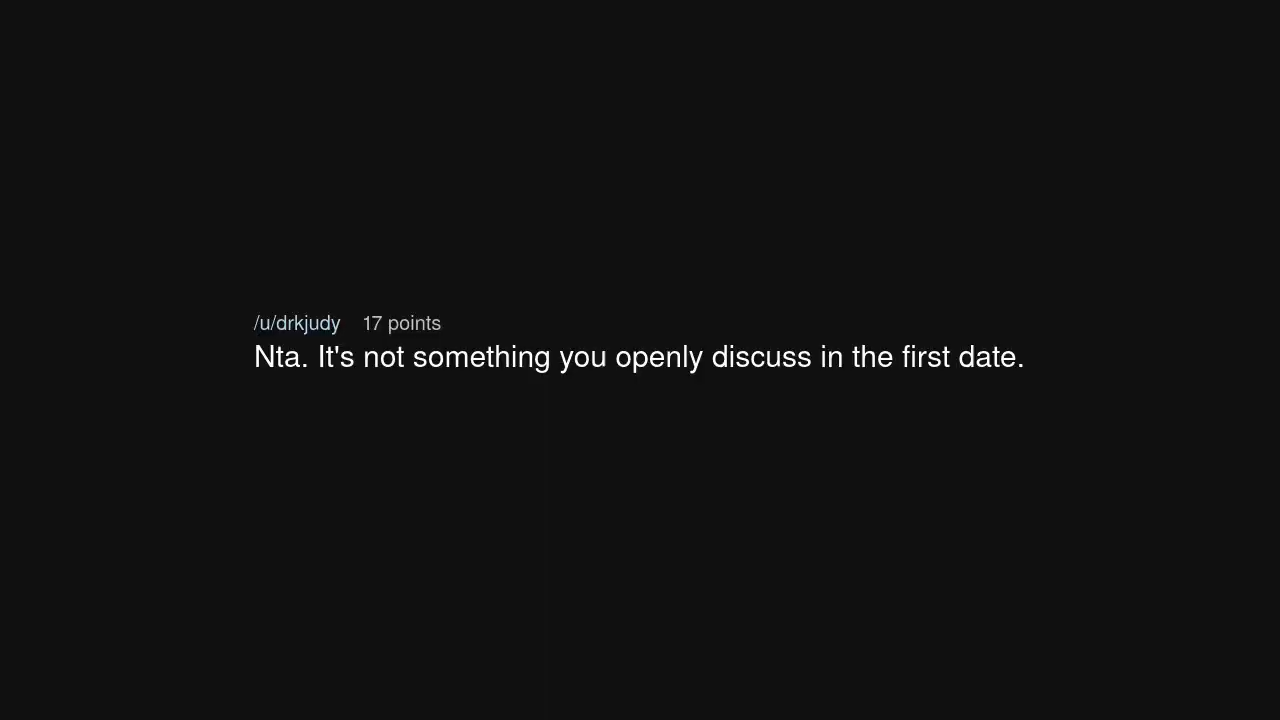 /u/drkjudy 17 points
Nta. It's not something you openly discuss in the first date.